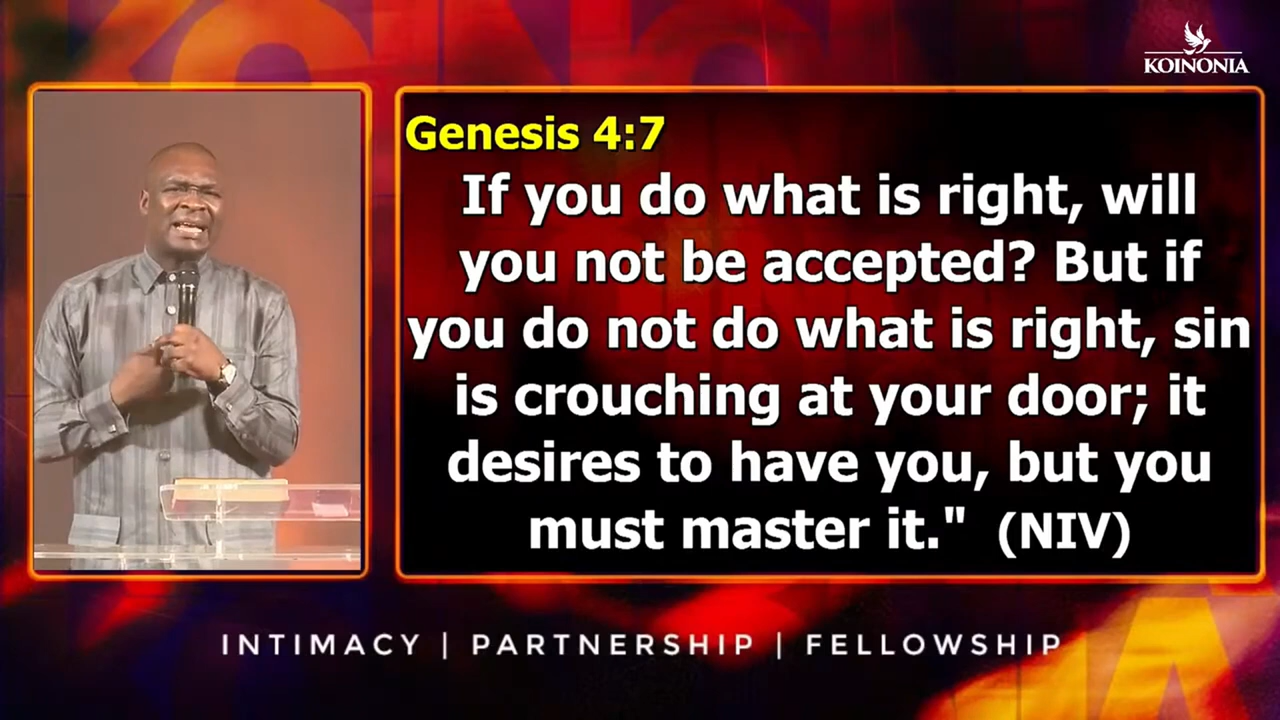 KOINONIA
Genesis 4:7
If you do what is right, will
you not be accepted? But if
you do not do what is right, sin
is crouching at your door; it
desires to have you, but you
must master it." (NIV)
INTIMACY | PARTNERSHIP | FELLOWSHIP